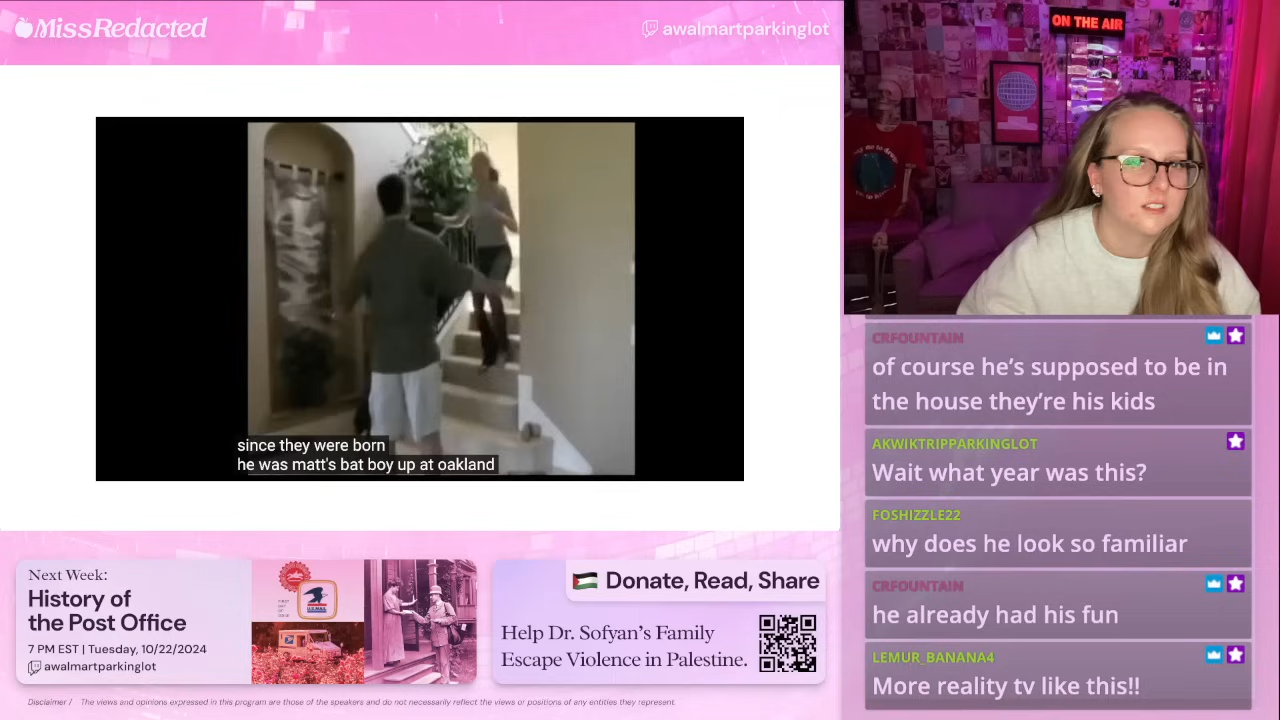 MissRedacted
awalmartparkinglot
ON THE AIR
since they were born
he was matt's bat boy up at oakland
CRFOUNTAIN
of course he's supposed to be in
the house they're his kids
AKWIKTRIPPARKINGLOT
Wait what year was this?
FOSHIZZLE22
why does he look so familiar
CRFOUNTAIN
he already had his fun
LEMUR_BANANA4
More reality tv like this!!
Next Week:
History of
the Post Office
7 PM EST | Tuesday, 10/22/2024
awalmartparkinglot
U.S. MAIL
Donate, Read, Share
Help Dr. Sofyan's Family
Escape Violence in Palestine.
Disclaimer / The views and opinions expressed in this program are those of the speakers and do not necessarily reflect the views or positions of any entities they represent.